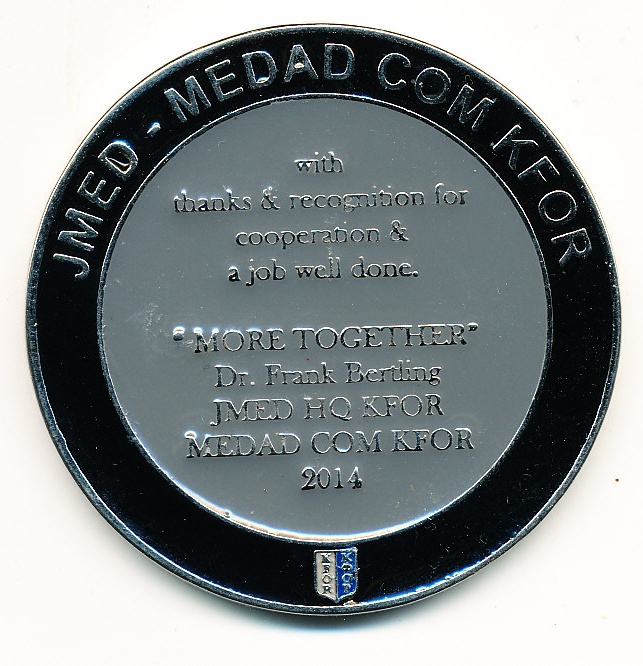 JMED - MEDAD COM KFOR
with
thanks & recognition for
cooperation &
a job well done.
"MORE TOGETHER"
Dr. Frank Bertling
JMED HQ KFOR
MEDAD COM KFOR
2014
KFOR KФOP